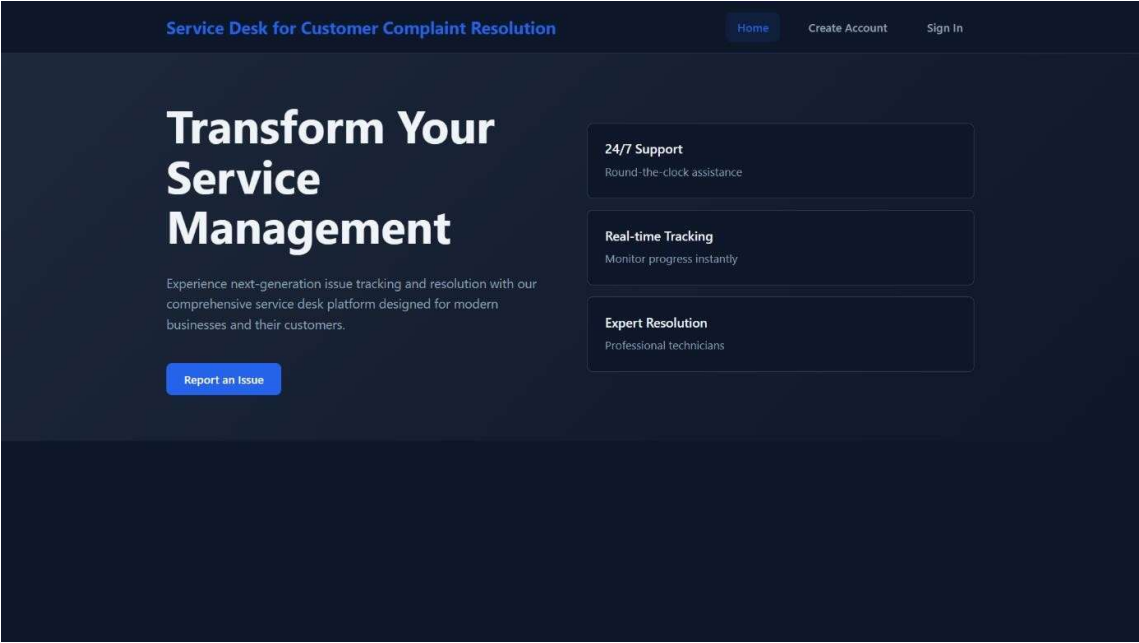 Service Desk for Customer Complaint Resolution
Home
Create Account
Sign In
Transform Your
Service
Management
Experience next-generation issue tracking and resolution with our
comprehensive service desk platform designed for modern
businesses and their customers.
Report an Issue
24/7 Support
Round-the-clock assistance
Real-time Tracking
Monitor progress instantly
Expert Resolution
Professional technicians